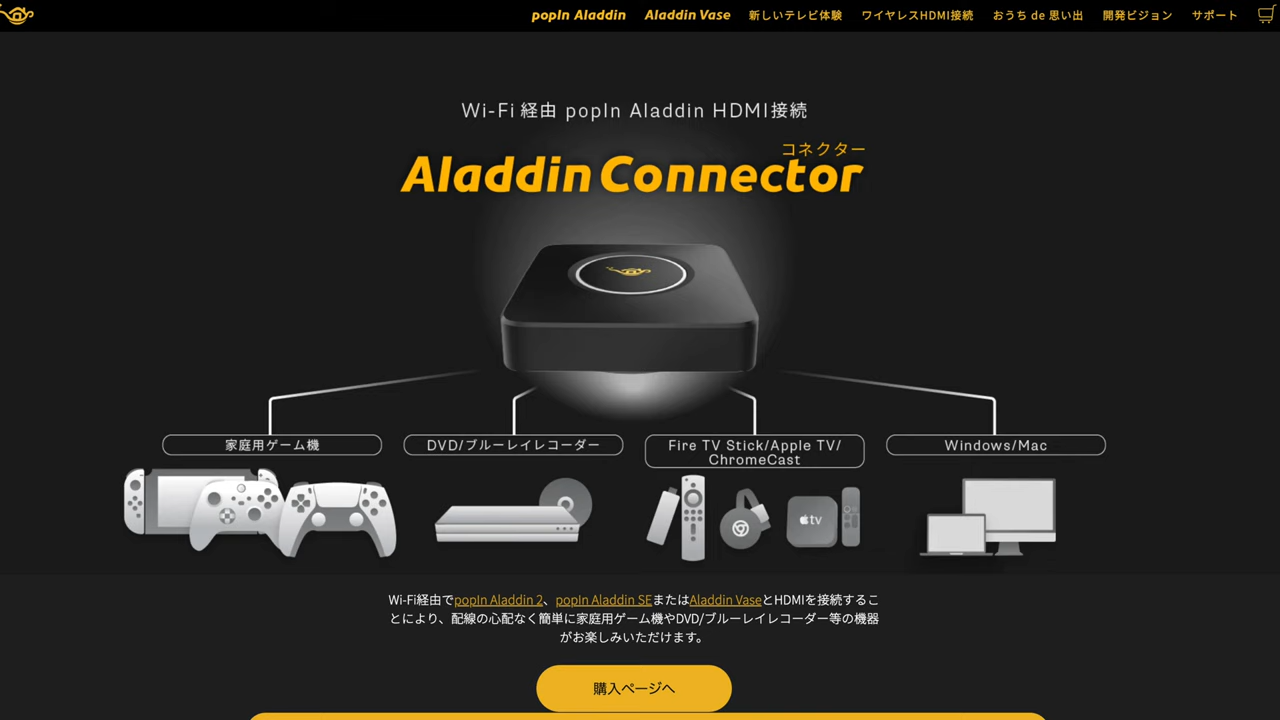 popIn Aladdin
Aladdin Vase
新しいテレビ体験
ワイヤレスHDMI接続
おうち de 思い出
開発ビジョン
サポート
Wi-Fi 経由 popIn Aladdin HDMI接続
コネクター
Aladdin Connector
家庭用ゲーム機
DVD/ブルーレイレコーダー
Fire TV Stick/Apple TV/
ChromeCast
Windows/Mac
tv
Wi-Fi経由でpopIn Aladdin 2、popIn Aladdin SEまたはAladdin VaseとHDMIを接続するこ
とにより、配線の心配なく簡単に家庭用ゲーム機やDVD/ブルーレイレコーダー等の機器
がお楽しみいただけます。
購入ページへ